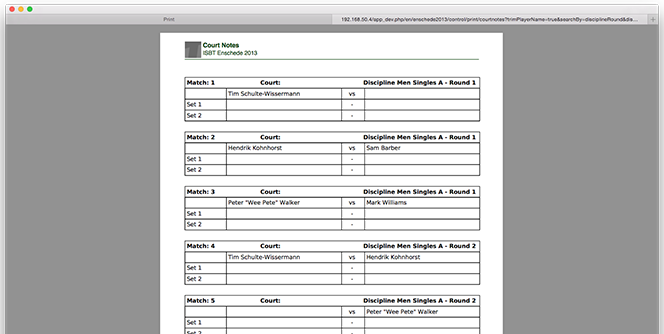 Print
192.168.50.4/app_dev.php/en/enschede2013/control/print/courtnotes?trimPlayerName=true&searchBy=disciplineRound&dis...
Court Notes
ISBT Enschede 2013
Match: 1 Court: Discipline Men Singles A - Round 1
Tim Schulte-Wissermann vs
Set 1 -
Set 2 -
Match: 2 Court: Discipline Men Singles A - Round 1
Hendrik Kohnhorst vs Sam Barber
Set 1 -
Set 2 -
Match: 3 Court: Discipline Men Singles A - Round 1
Peter "Wee Pete" Walker vs Mark Williams
Set 1 -
Set 2 -
Match: 4 Court: Discipline Men Singles A - Round 2
Tim Schulte-Wissermann vs Hendrik Kohnhorst
Set 1 -
Set 2 -
Match: 5 Court: Discipline Men Singles A - Round 2
vs Peter "Wee Pete" Walker
Set 1 -